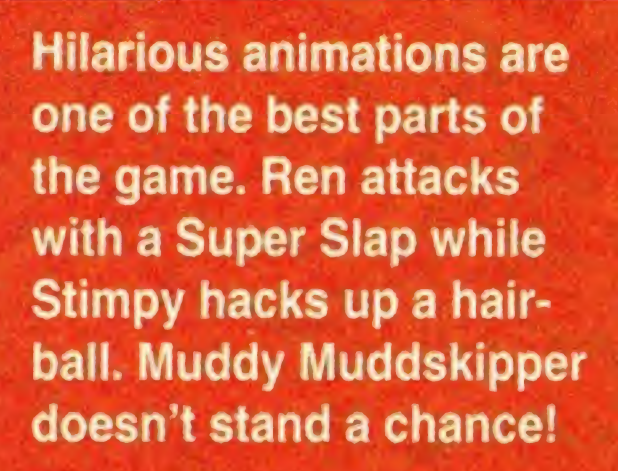 Hilarious animations are
one of the best parts of
the game. Ren attacks
with a Super Slap while
Stimpy hacks up a hair-
ball. Muddy Muddskipper
doesn't stand a chance!